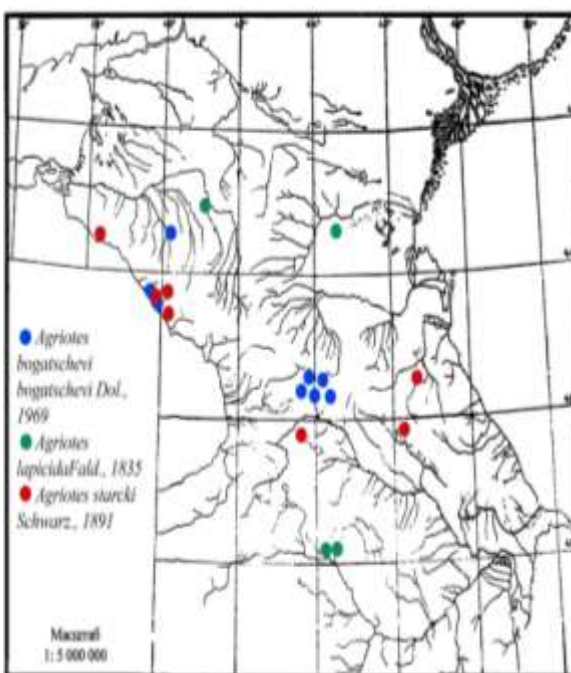 Agriotes
bogatschevi
bogatschevi Dol.,
1969
Agriotes
lapicidaFald., 1835
Agriotes starcki
Schwarz., 1891
Масштаб
1: 5 000 000